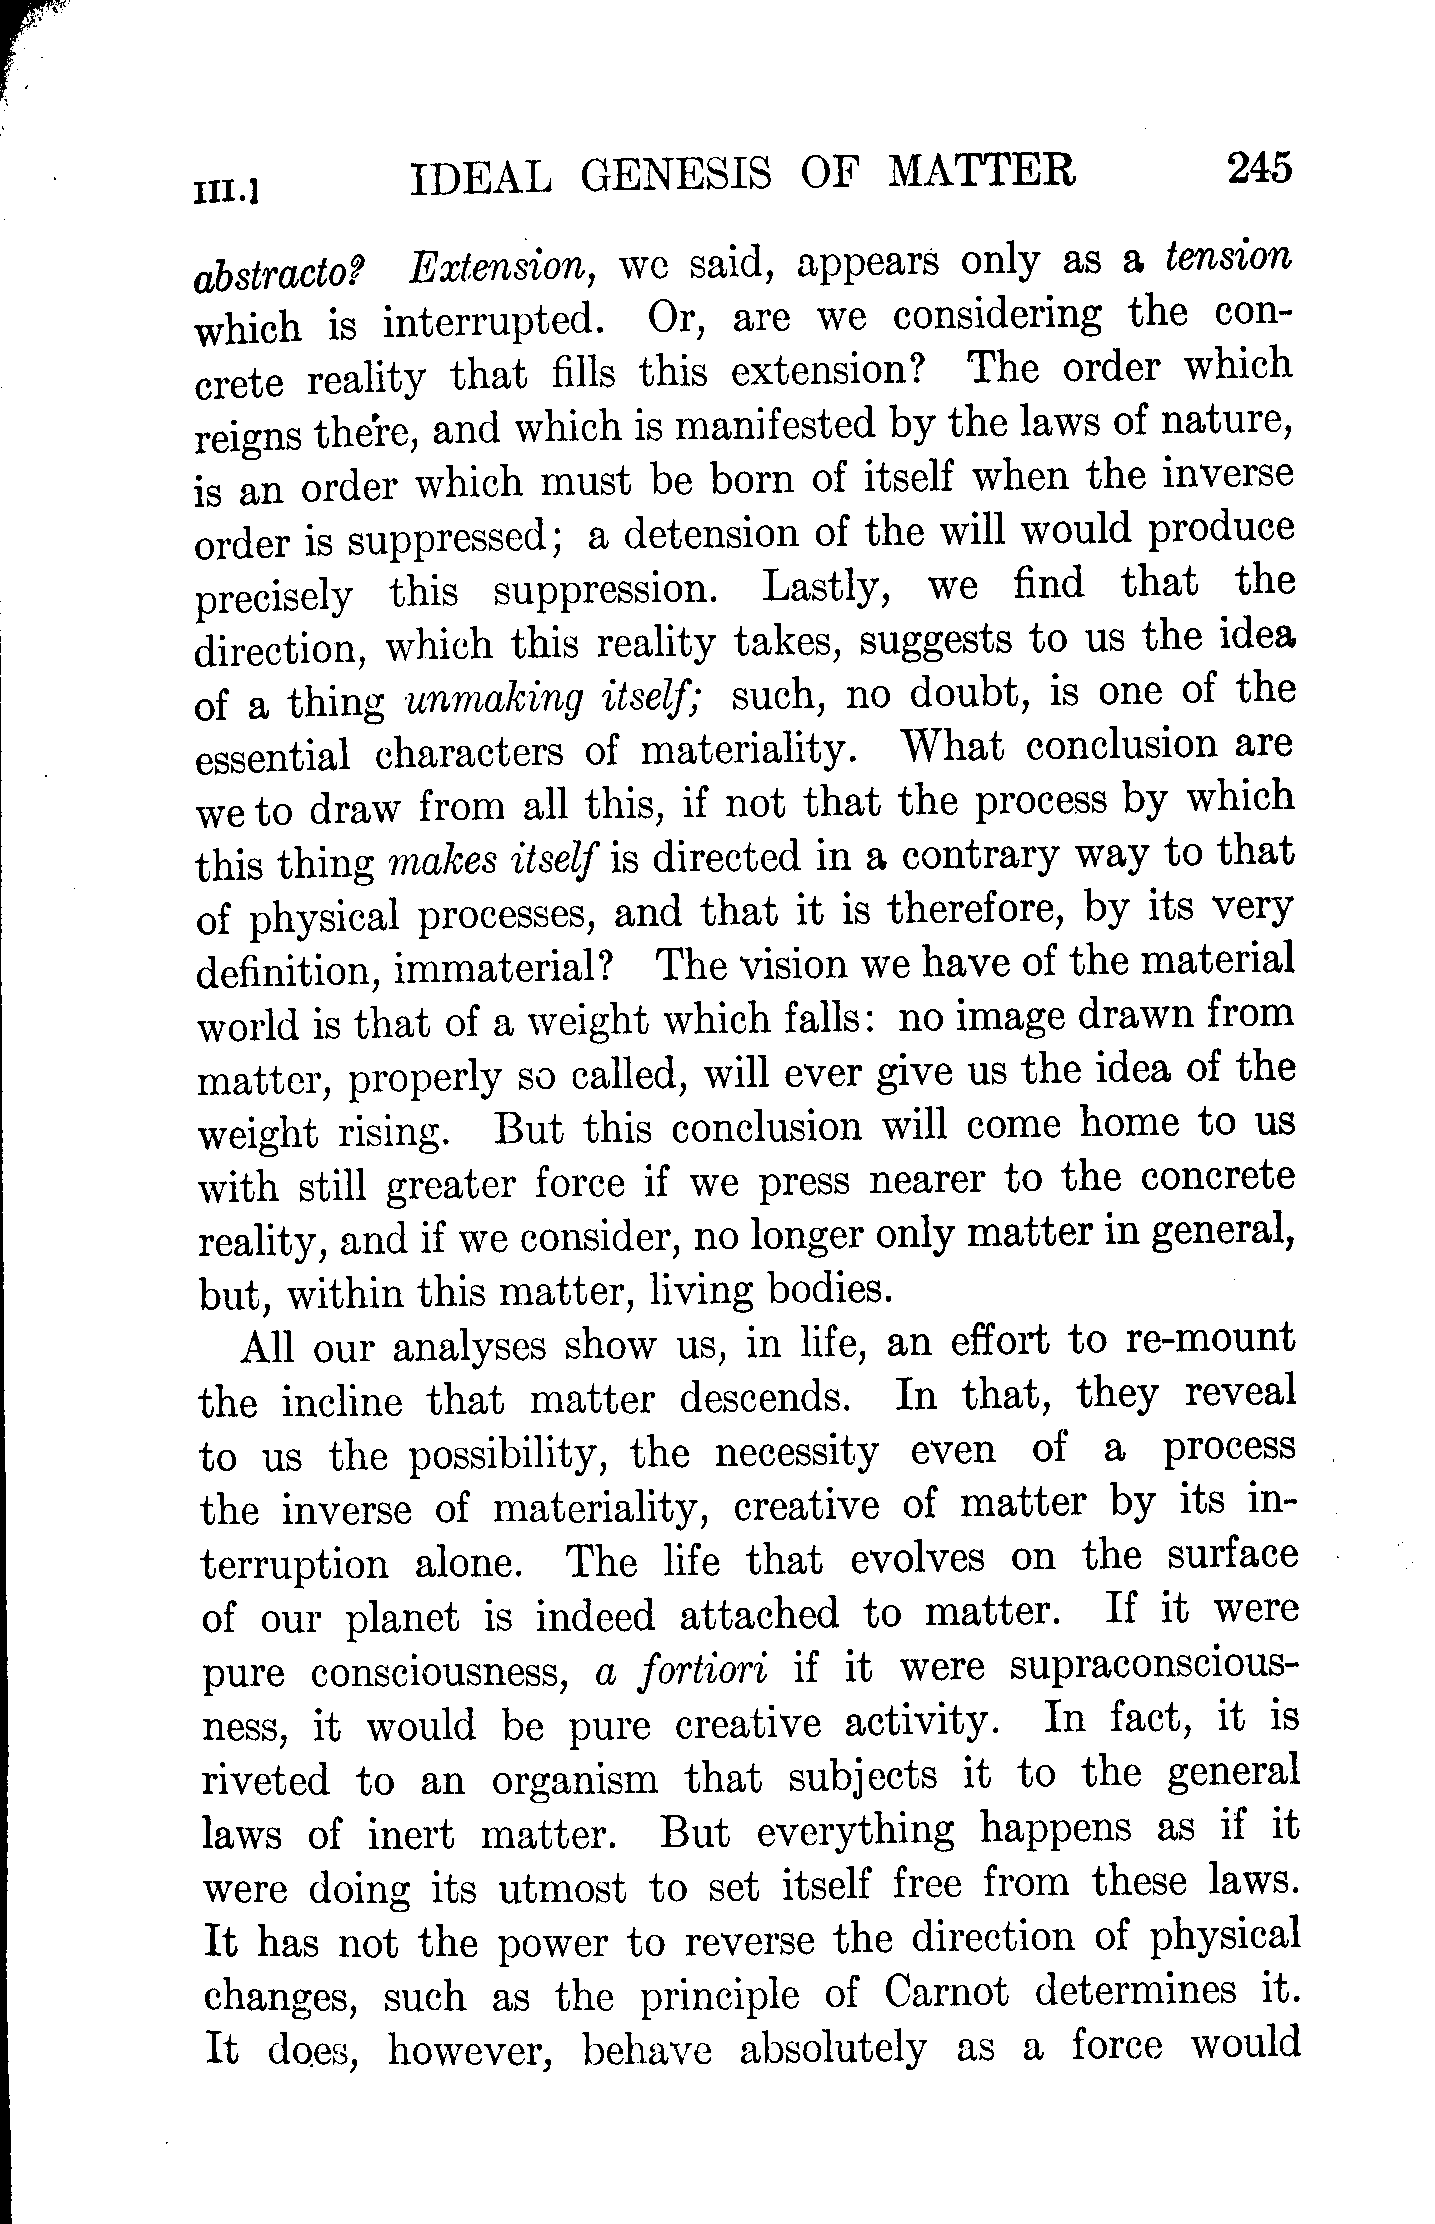 III.] IDEAL GENESIS OF MATTER 245
abstracto? Extension, we said, appears only as a tension
which is interrupted. Or, are we considering the con-
crete reality that fills this extension? The order which
reigns there, and which is manifested by the laws of nature,
is an order which must be born of itself when the inverse
order is suppressed; a detension of the will would produce
precisely this suppression. Lastly, we find that the
direction, which this reality takes, suggests to us the idea
of a thing unmaking itself; such, no doubt, is one of the
essential characters of materiality. What conclusion are
we to draw from all this, if not that the process by which
this thing makes itself is directed in a contrary way to that
of physical processes, and that it is therefore, by its very
definition, immaterial? The vision we have of the material
world is that of a weight which falls: no image drawn from
matter, properly so called, will ever give us the idea of the
weight rising. But this conclusion will come home to us
with still greater force if we press nearer to the concrete
reality, and if we consider, no longer only matter in general,
but, within this matter, living bodies.
All our analyses show us, in life, an effort to re-mount
the incline that matter descends. In that, they reveal
to us the possibility, the necessity even of a process
the inverse of materiality, creative of matter by its in-
terruption alone. The life that evolves on the surface
of our planet is indeed attached to matter. If it were
pure consciousness, a fortiori if it were supraconscious-
ness, it would be pure creative activity. In fact, it is
riveted to an organism that subjects it to the general
laws of inert matter. But everything happens as if it
were doing its utmost to set itself free from these laws.
It has not the power to reverse the direction of physical
changes, such as the principle of Carnot determines it.
It does, however, behave absolutely as a force would